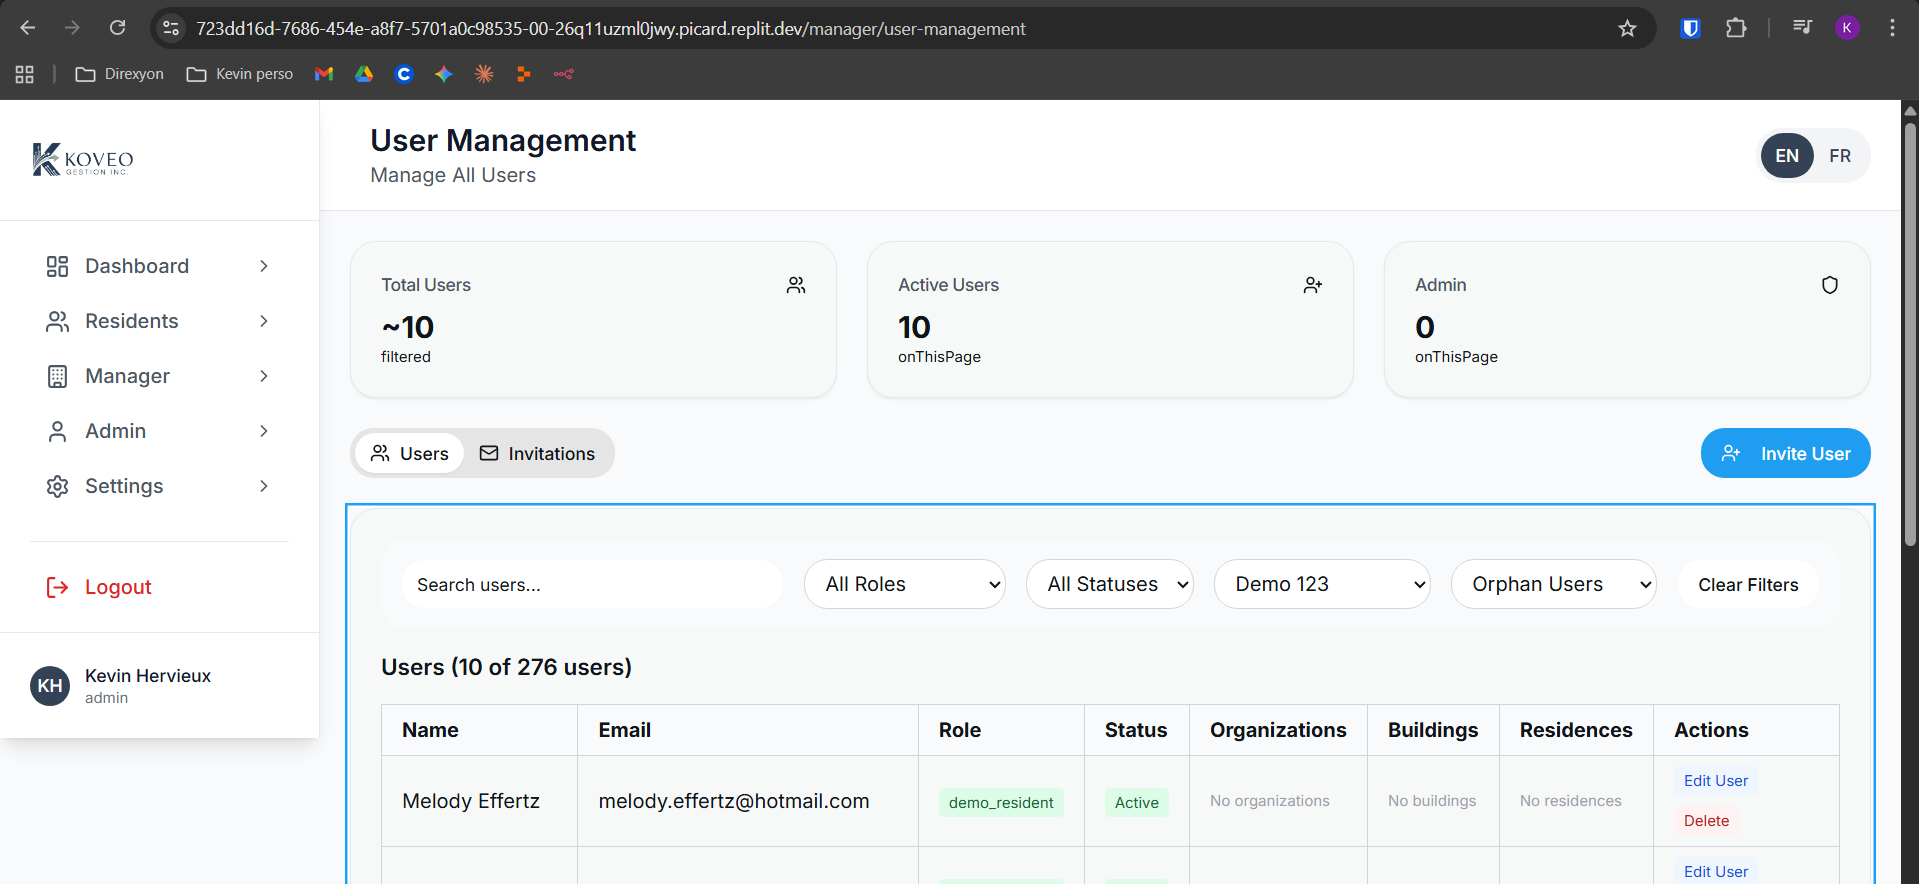 723dd16d-7686-454e-a8f7-5701a0c98535-00-26q11uzml0jwy.picard.replit.dev/manager/user-management
K
Direxyon
Kevin perso
KOVEO
GESTION INC.
User Management
Manage All Users
EN
FR
Dashboard
Residents
Manager
Admin
Settings
Logout
KH
Kevin Hervieux
admin
Total Users
~10
filtered
Active Users
10
onThisPage
Admin
0
onThisPage
Users
Invitations
Invite User
Search users...
All Roles
All Statuses
Demo 123
Orphan Users
Clear Filters
Users (10 of 276 users)
Name Email Role Status Organizations Buildings Residences Actions
Melody Effertz melody.effertz@hotmail.com demo_resident Active No organizations No buildings No residences Edit User
Delete
Edit User